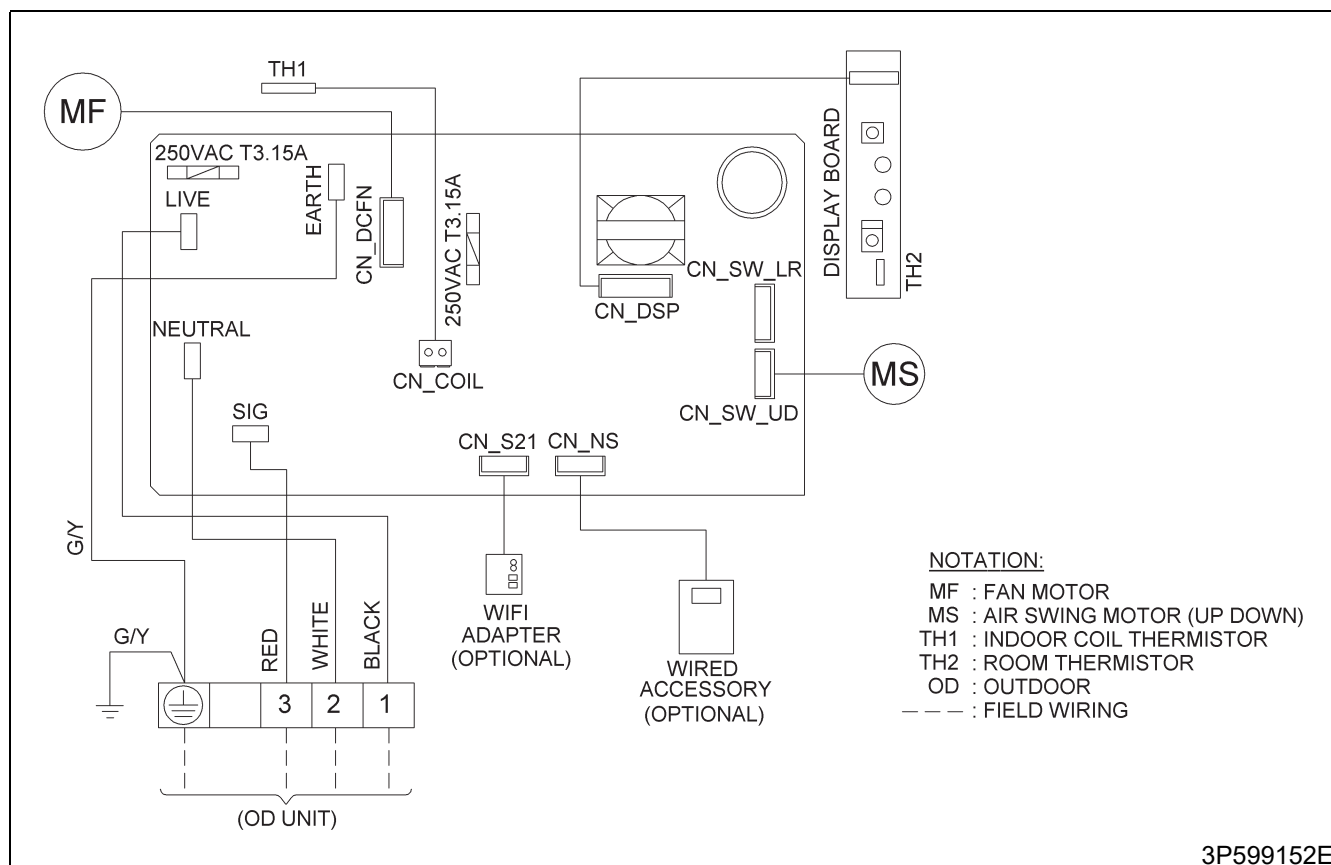 TH1
MF
250VAC T3.15A
LIVE
EARTH
CN_DCFN
250VAC T3.15A
CN_DSP
CN_SW_LR
DISPLAY BOARD
TH2
NEUTRAL
CN_COIL
MS
CN_SW_UD
SIG
CN_S21
CN_NS
G/Y
G/Y
RED
WHITE
BLACK
3
2
1
(OD UNIT)
WIFI
ADAPTER
(OPTIONAL)
WIRED
ACCESSORY
(OPTIONAL)
NOTATION:
MF : FAN MOTOR
MS : AIR SWING MOTOR (UP DOWN)
TH1 : INDOOR COIL THERMISTOR
TH2 : ROOM THERMISTOR
OD : OUTDOOR
– – – : FIELD WIRING
3P599152E